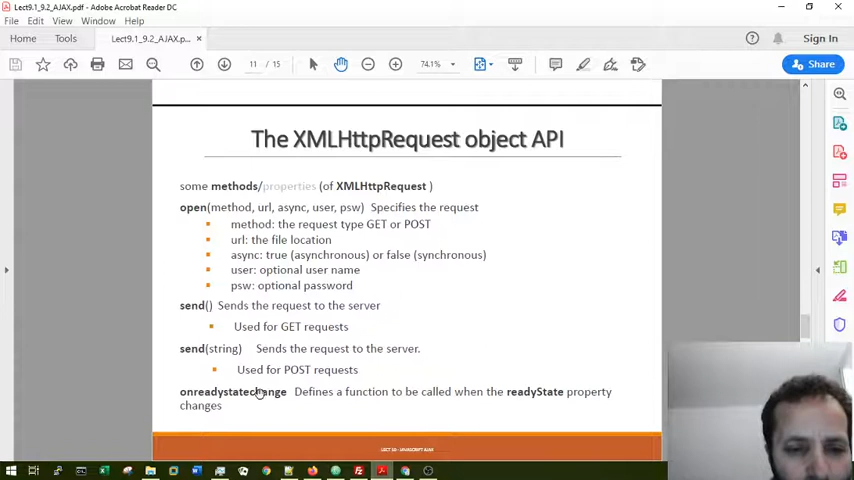 Lect9.1_9.2_AJAX.pdf - Adobe Acrobat Reader DC
File Edit View Window Help
Home Tools Lect9.1_9.2_AJAX.p... × Sign In
11 / 15 74.1% Share
The XMLHttpRequest object API
some methods/properties (of XMLHttpRequest )
open(method, url, async, user, psw) Specifies the request
method: the request type GET or POST
url: the file location
async: true (asynchronous) or false (synchronous)
user: optional user name
psw: optional password
send() Sends the request to the server
Used for GET requests
send(string) Sends the request to the server.
Used for POST requests
onreadystatechange Defines a function to be called when the readyState property
changes
LECT 10: JAVASCRIPT AJAX